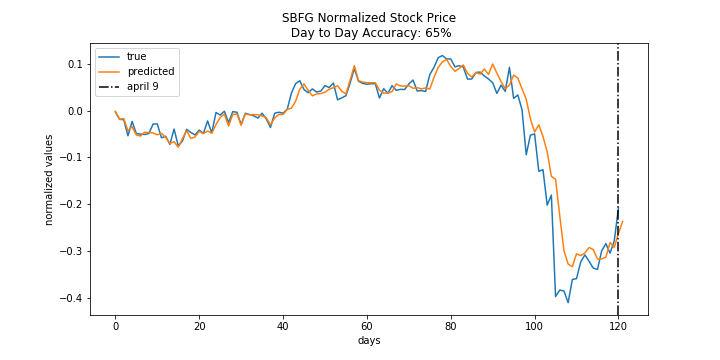 SBFG Normalized Stock Price
Day to Day Accuracy: 65%
true
predicted
april 9
normalized values
0.1
0.0
−0.1
−0.2
−0.3
−0.4
0 20 40 60 80 100 120
days